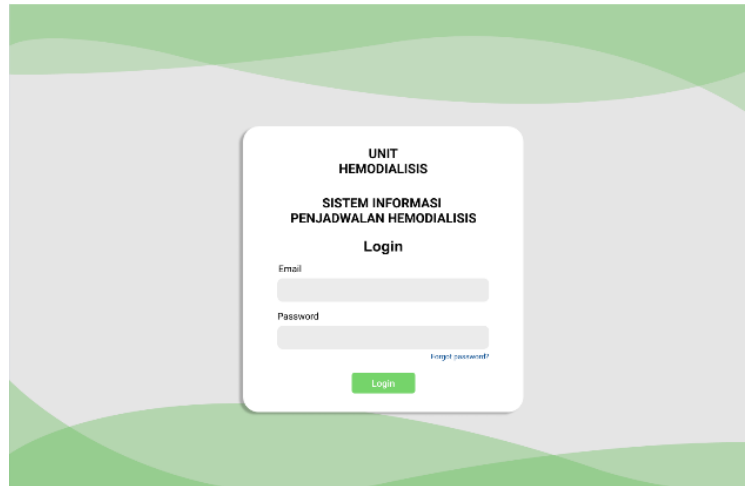 UNIT
HEMODIALISIS
SISTEM INFORMASI
PENJADWALAN HEMODIALISIS
Login
Email
Password
Forgot password?
Login